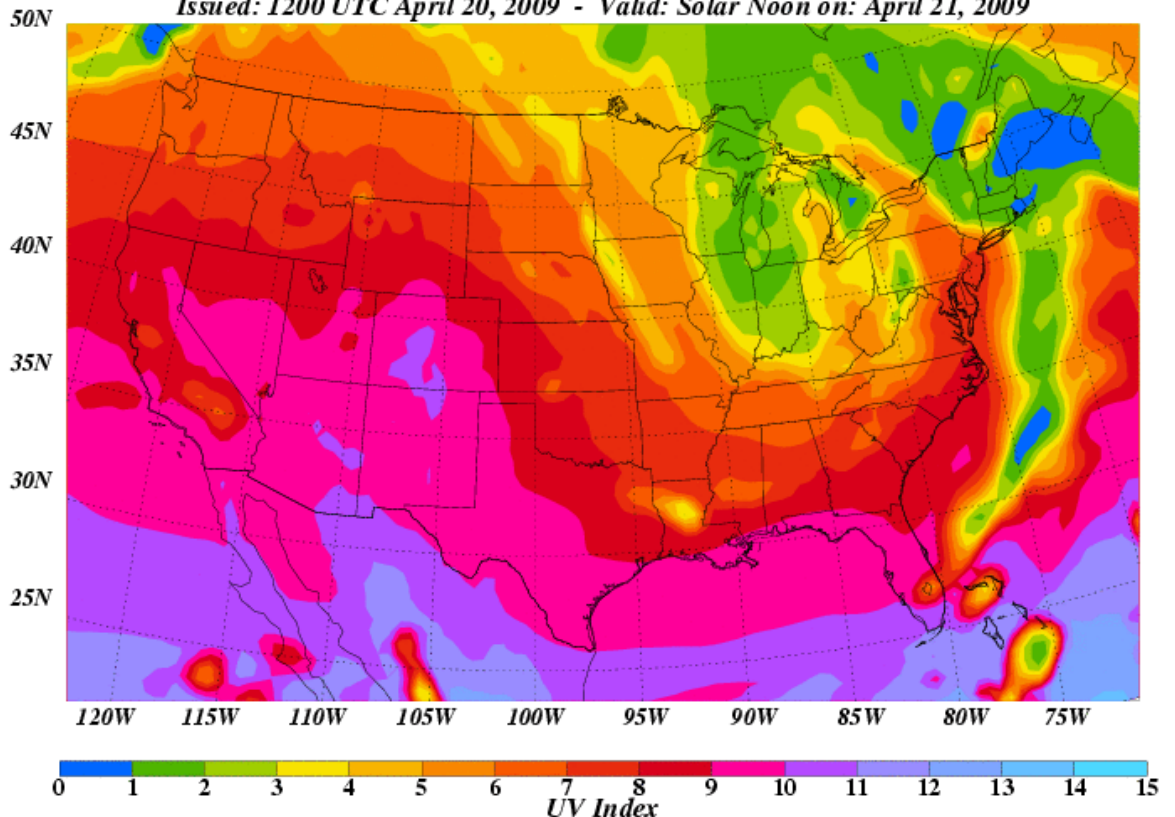 Issued: 1200 UTC April 20, 2009 - Valid: Solar Noon on: April 21, 2009
50N
45N
40N
35N
30N
25N
120W 115W 110W 105W 100W 95W 90W 85W 80W 75W
0 1 2 3 4 5 6 7 8 9 10 11 12 13 14 15
UV Index